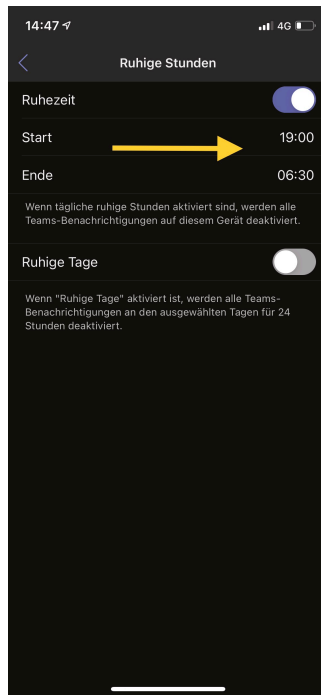 14:47 4G
Ruhige Stunden
Ruhezeit
Start 19:00
Ende 06:30
Wenn tägliche ruhige Stunden aktiviert sind, werden alle
Teams-Benachrichtigungen auf diesem Gerät deaktiviert.
Ruhige Tage
Wenn "Ruhige Tage" aktiviert ist, werden alle Teams-
Benachrichtigungen an den ausgewählten Tagen für 24
Stunden deaktiviert.